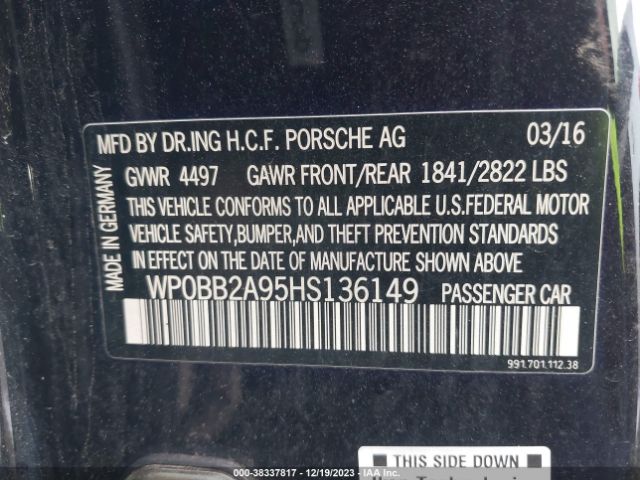 MFD BY DR.ING H.C.F. PORSCHE AG 03/16
GVWR 4497 GAWR FRONT/REAR 1841/2822 LBS
THIS VEHICLE CONFORMS TO ALL APPLICABLE U.S.FEDERAL MOTOR
VEHICLE SAFETY,BUMPER,AND THEFT PREVENTION STANDARDS
IN EFFECT ON THE DATE OF MANUFACTURE SHOWN ABOVE
WP0BB2A95HS136149 PASSENGER CAR
MADE IN GERMANY
991.701.112.38
THIS SIDE DOWN
200 - 38337817 - 12/19/2023 - IAA Inc.